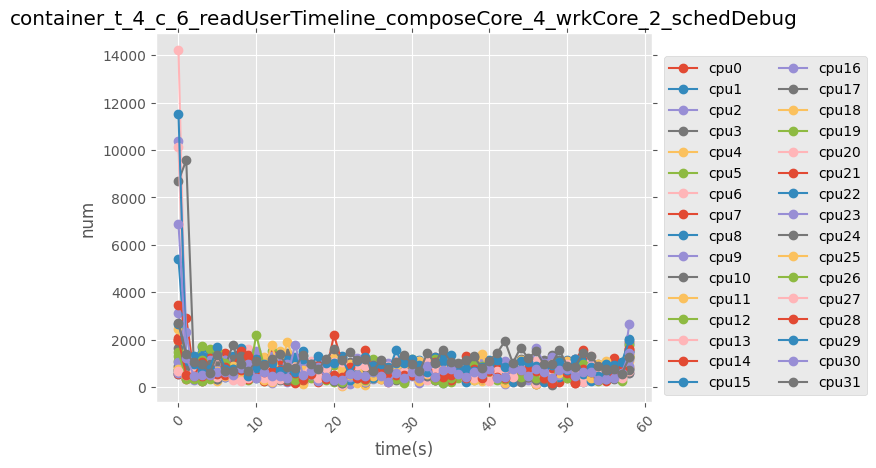 container_t_4_c_6_readUserTimeline_composeCore_4_wrkCore_2_schedDebug
14000
12000
10000
8000
6000
4000
2000
0
num
0
10
20
30
40
50
60
time(s)
cpu0
cpu1
cpu2
cpu3
cpu4
cpu5
cpu6
cpu7
cpu8
cpu9
cpu10
cpu11
cpu12
cpu13
cpu14
cpu15
cpu16
cpu17
cpu18
cpu19
cpu20
cpu21
cpu22
cpu23
cpu24
cpu25
cpu26
cpu27
cpu28
cpu29
cpu30
cpu31